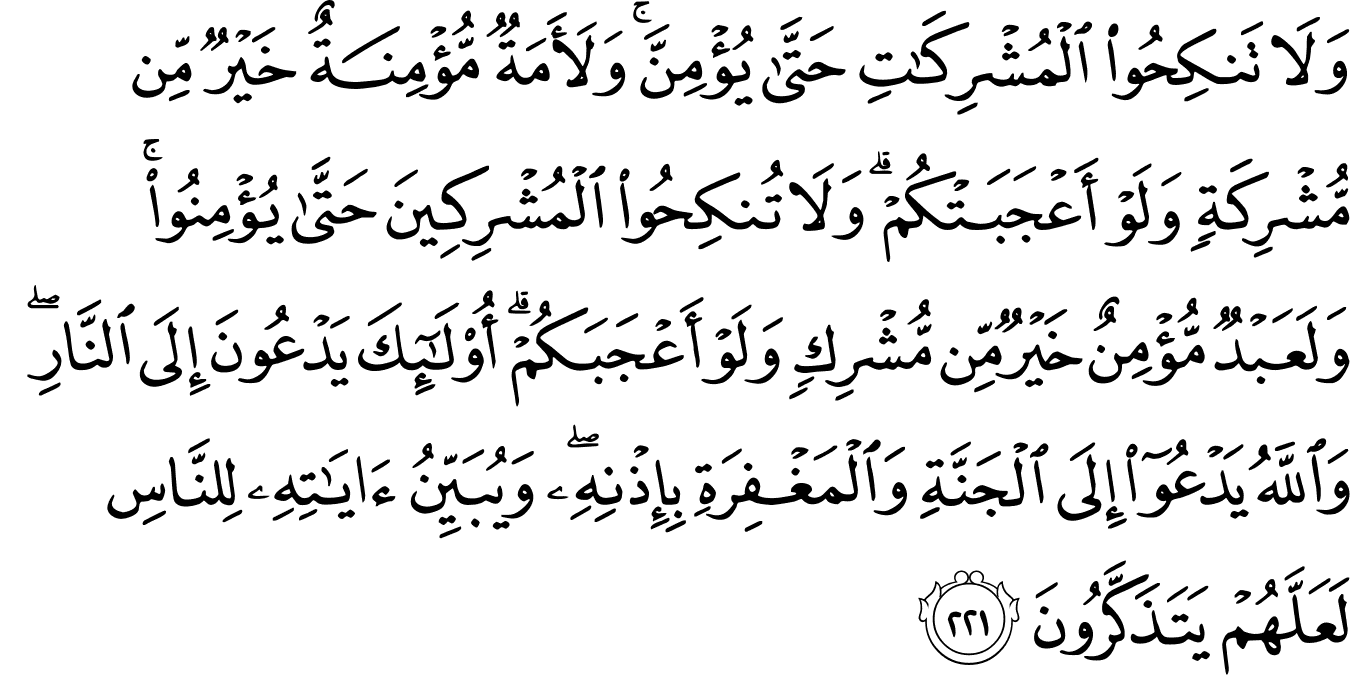 وَلَا تَنكِحُوا۟ ٱلْمُشْرِكَـٰتِ حَتَّىٰ يُؤْمِنَّ ۚ وَلَأَمَةٌ مُّؤْمِنَةٌ خَيْرٌ مِّن
مُّشْرِكَةٍ وَلَوْ أَعْجَبَتْكُمْ ۗ وَلَا تُنكِحُوا۟ ٱلْمُشْرِكِينَ حَتَّىٰ يُؤْمِنُوا۟ ۚ
وَلَعَبْدٌ مُّؤْمِنٌ خَيْرٌ مِّن مُّشْرِكٍ وَلَوْ أَعْجَبَكُمْ ۗ أُو۟لَـٰٓئِكَ يَدْعُونَ إِلَى ٱلنَّارِ ۖ
وَٱللَّهُ يَدْعُوٓا۟ إِلَى ٱلْجَنَّةِ وَٱلْمَغْفِرَةِ بِإِذْنِهِۦ ۖ وَيُبَيِّنُ ءَايَـٰتِهِۦ لِلنَّاسِ
لَعَلَّهُمْ يَتَذَكَّرُونَ ٢٢١